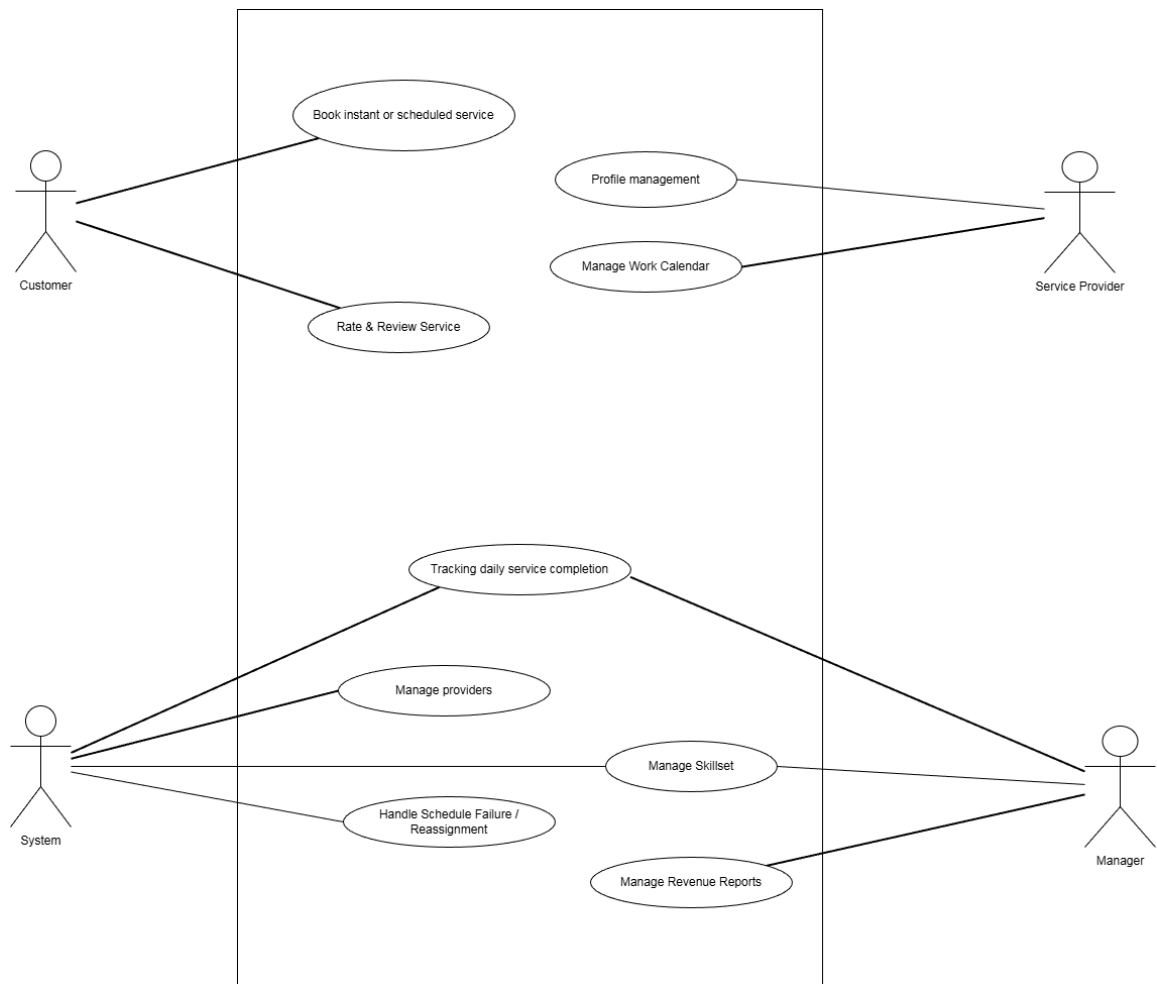 Book instant or scheduled service
Profile management
Manage Work Calendar
Customer
Service Provider
Rate & Review Service
Tracking daily service completion
Manage providers
Manage Skillset
Handle Schedule Failure /
Reassignment
System
Manager
Manage Revenue Reports